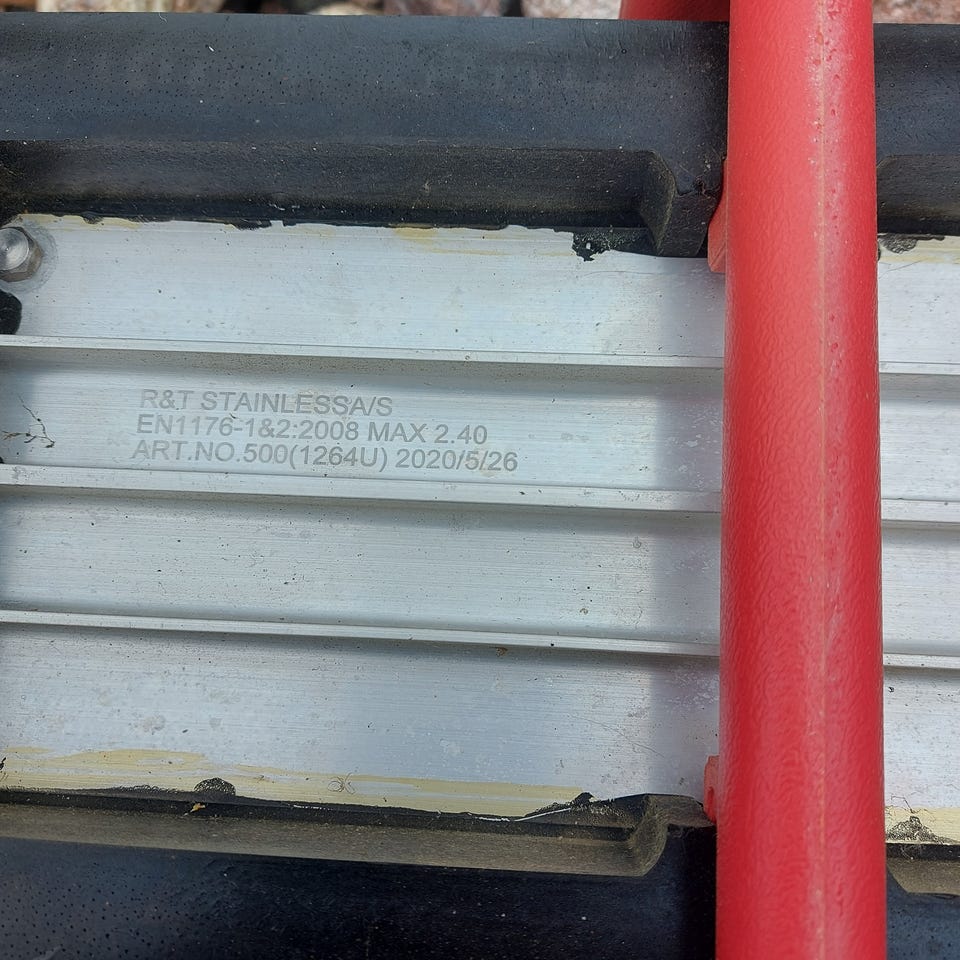 R&T STAINLESSA/S
EN1176-1&2:2008 MAX 2.40
ART.NO.500(1264U) 2020/5/26